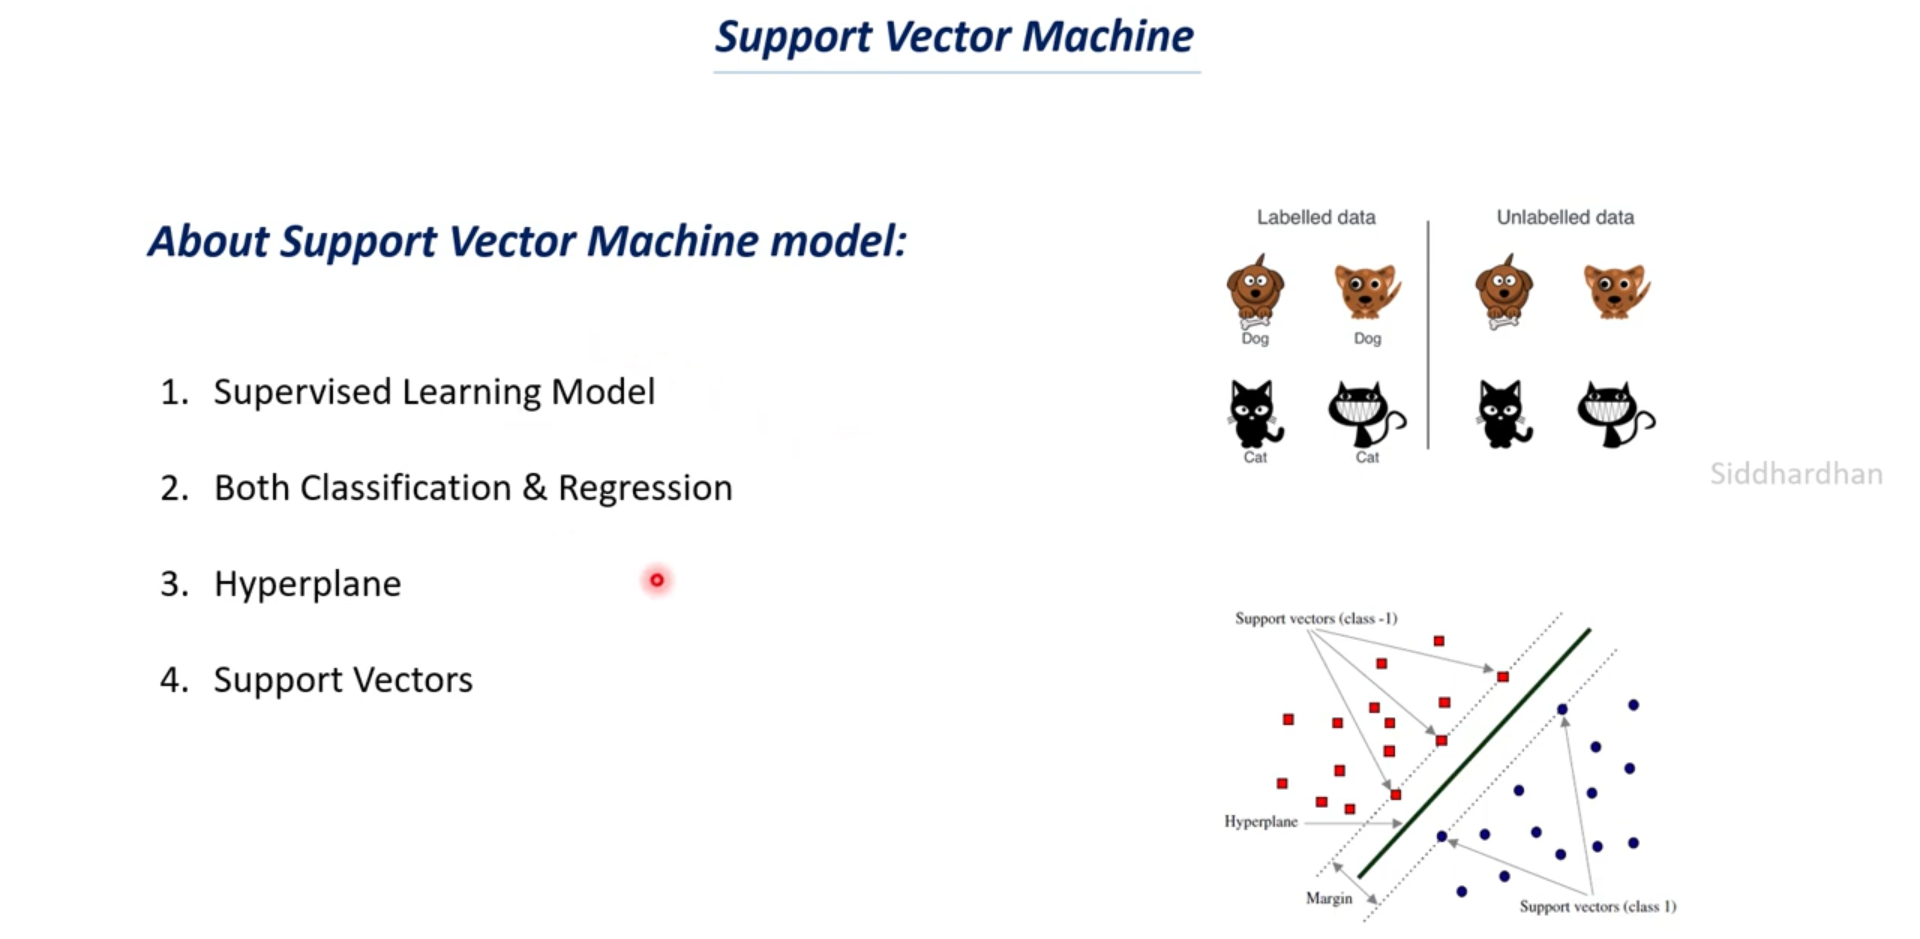 Support Vector Machine
About Support Vector Machine model:
1. Supervised Learning Model
2. Both Classification & Regression
3. Hyperplane
4. Support Vectors
Labelled data
Unlabelled data
Dog
Dog
Cat
Cat
Siddhardhan
Support vectors (class -1)
Hyperplane
Margin
Support vectors (class 1)